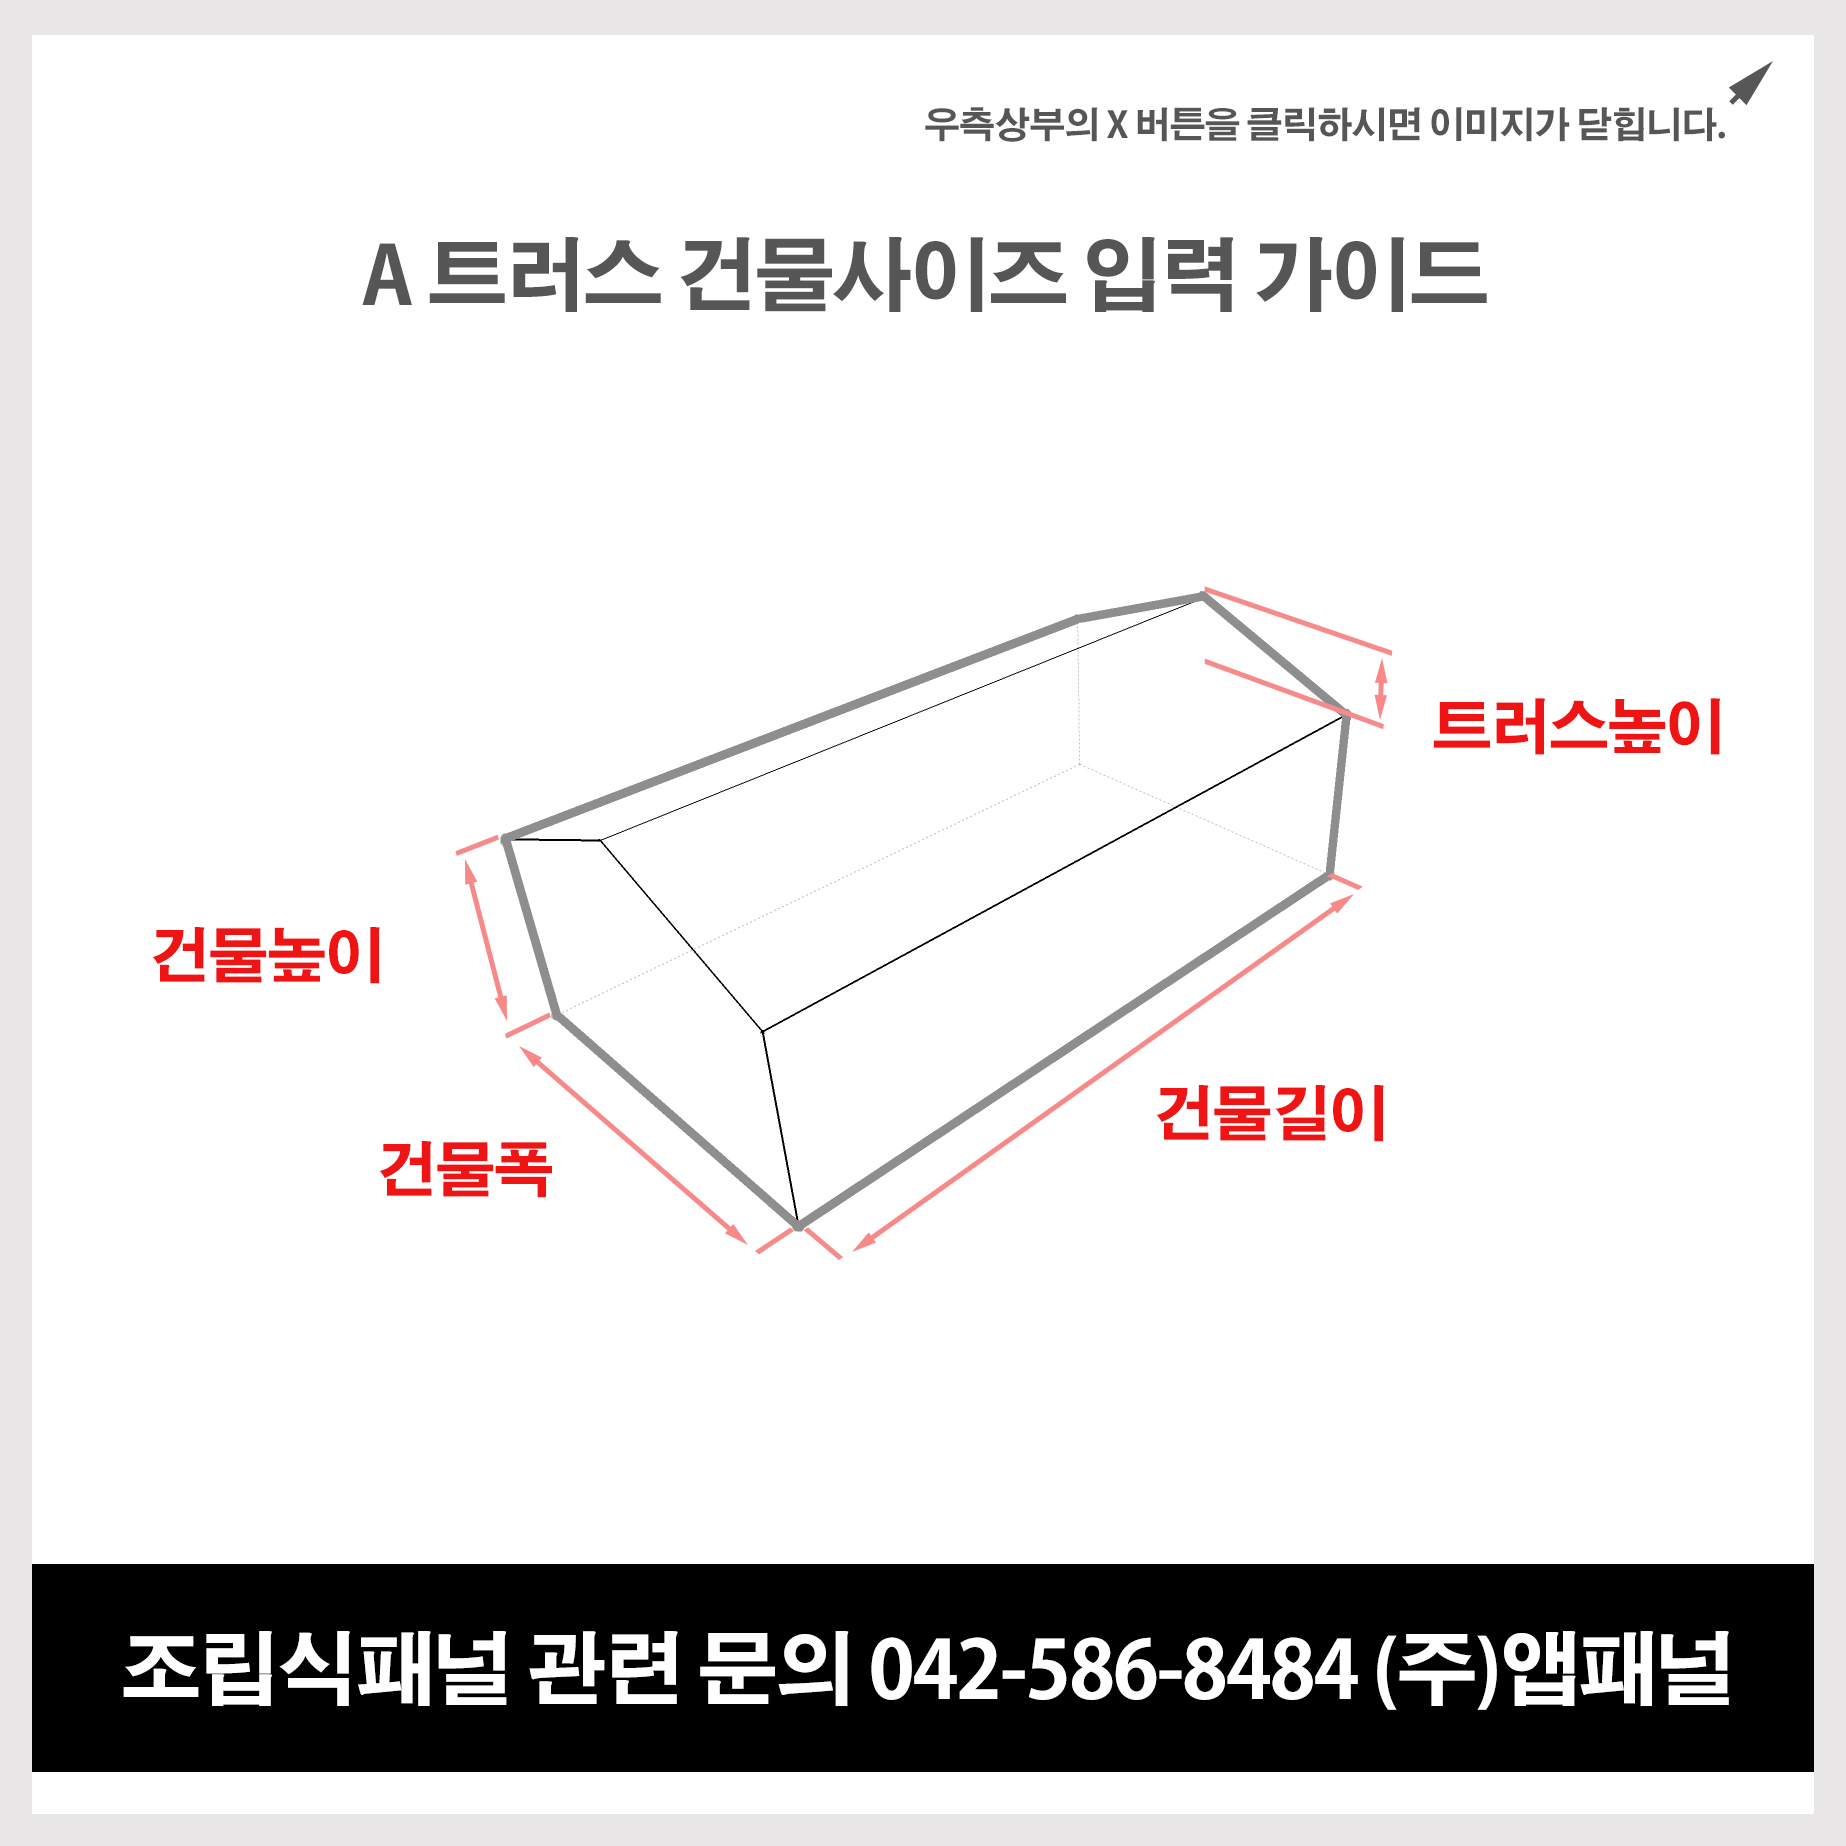 우측상부의 X 버튼을 클릭하시면 이미지가 닫힙니다.
A 트러스 건물사이즈 입력 가이드
트러스높이
건물높이
건물길이
건물폭
조립식패널 관련 문의 042-586-8484 (주)앱패널